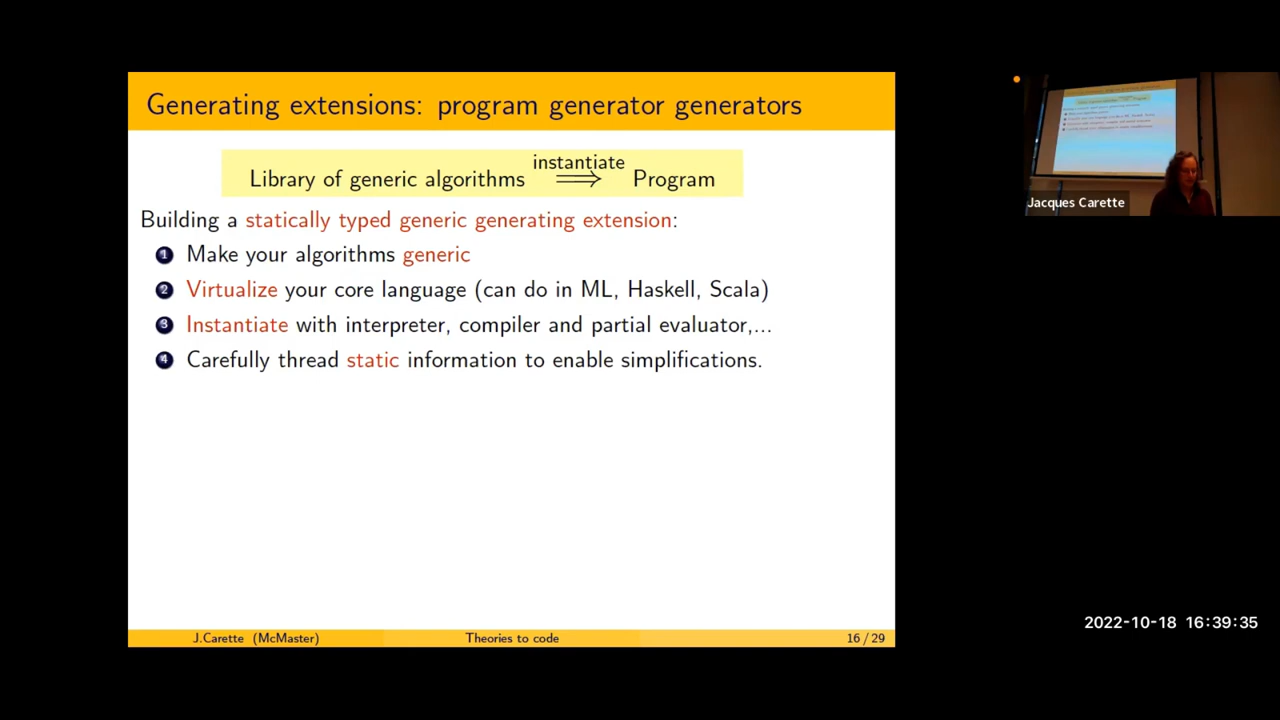 Generating extensions: program generator generators
instantiate
Library of generic algorithms ⟹ Program
Building a statically typed generic generating extension:
1 Make your algorithms generic
2 Virtualize your core language (can do in ML, Haskell, Scala)
3 Instantiate with interpreter, compiler and partial evaluator,...
4 Carefully thread static information to enable simplifications.
J.Carette (McMaster) Theories to code 16 / 29
Jacques Carette
2022-10-18 16:39:35